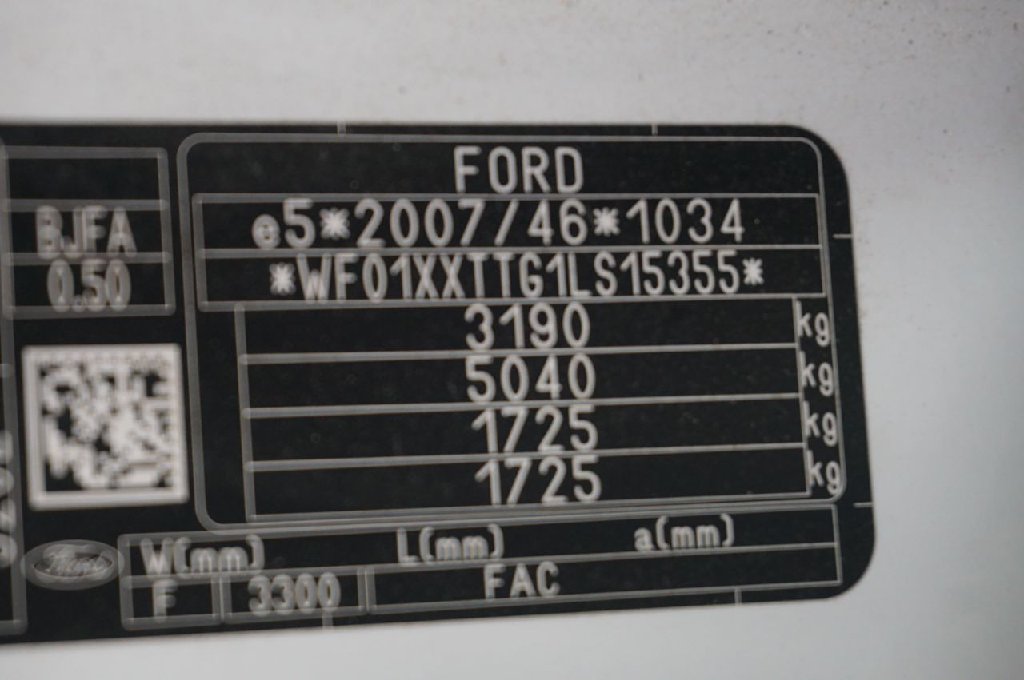 FORD
e5*2007/46*1034
*WF01XXTTG1LS15355*
3190 kg
5040 kg
1725 kg
1725 kg
BJFA
0.50
Ford
W(mm) L(mm) a(mm)
F 3300 FAC